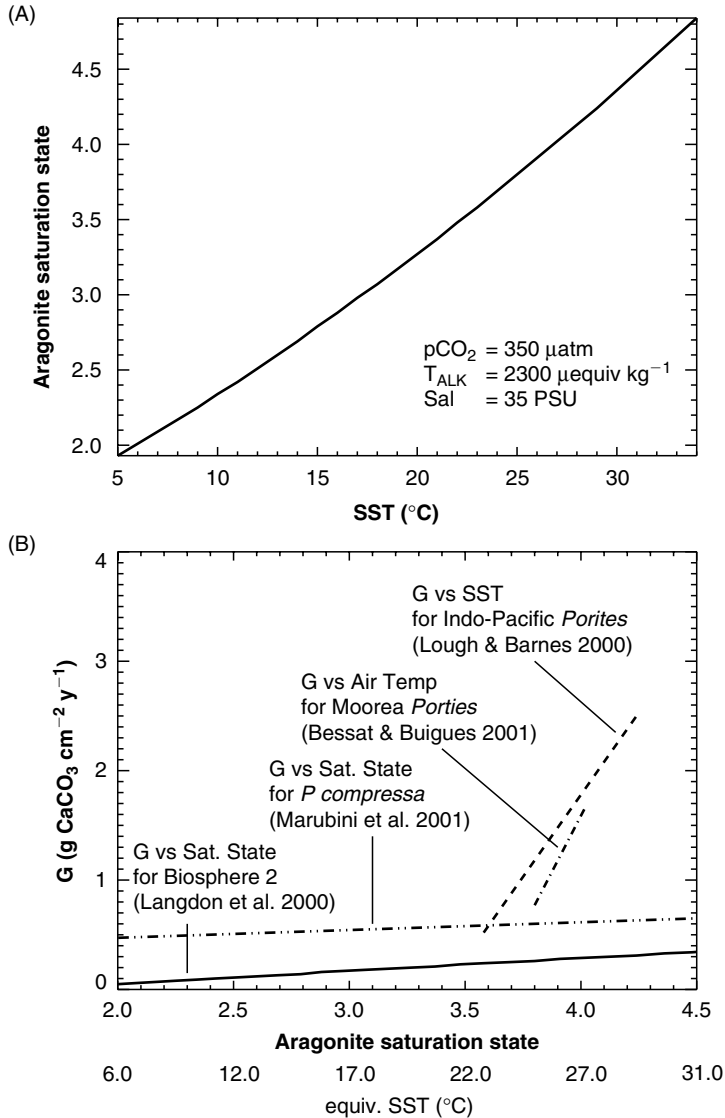 (A)
Aragonite saturation state
4.5
4.0
3.5
3.0
2.5
2.0
pCO₂ = 350 μatm
T_ALK = 2300 μequiv kg⁻¹
Sal = 35 PSU
5 10 15 20 25 30
SST (°C)
(B)
G (g CaCO₃ cm⁻² y⁻¹)
4
3
2
1
0
G vs SST
for Indo-Pacific Porites
(Lough & Barnes 2000)
G vs Air Temp
for Moorea Porties
(Bessat & Buigues 2001)
G vs Sat. State
for P compressa
(Marubini et al. 2001)
G vs Sat. State
for Biosphere 2
(Langdon et al. 2000)
2.0 2.5 3.0 3.5 4.0 4.5
Aragonite saturation state
6.0 12.0 17.0 22.0 27.0 31.0
equiv. SST (°C)